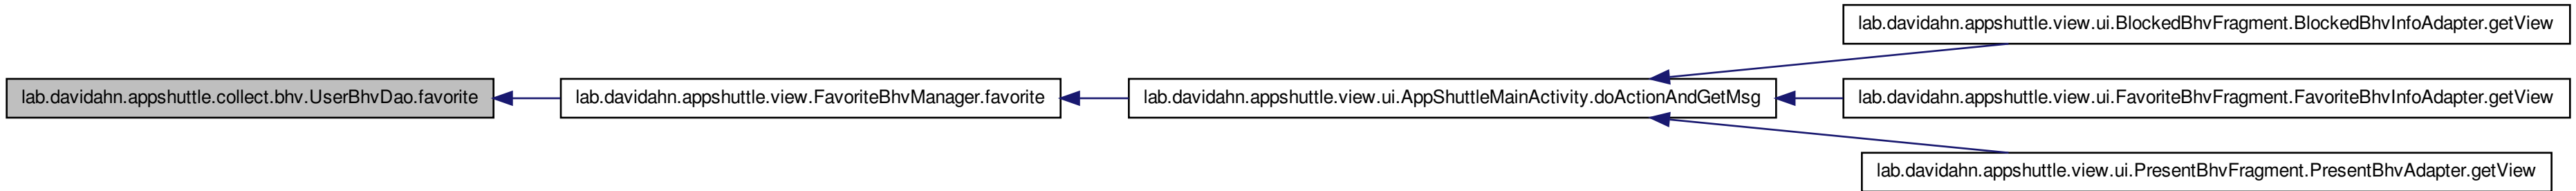 lab.davidahn.appshuttle.view.ui.BlockedBhvFragment.BlockedBhvInfoAdapter.getView
lab.davidahn.appshuttle.collect.bhv.UserBhvDao.favorite
lab.davidahn.appshuttle.view.FavoriteBhvManager.favorite
lab.davidahn.appshuttle.view.ui.AppShuttleMainActivity.doActionAndGetMsg
lab.davidahn.appshuttle.view.ui.FavoriteBhvFragment.FavoriteBhvInfoAdapter.getView
lab.davidahn.appshuttle.view.ui.PresentBhvFragment.PresentBhvAdapter.getView